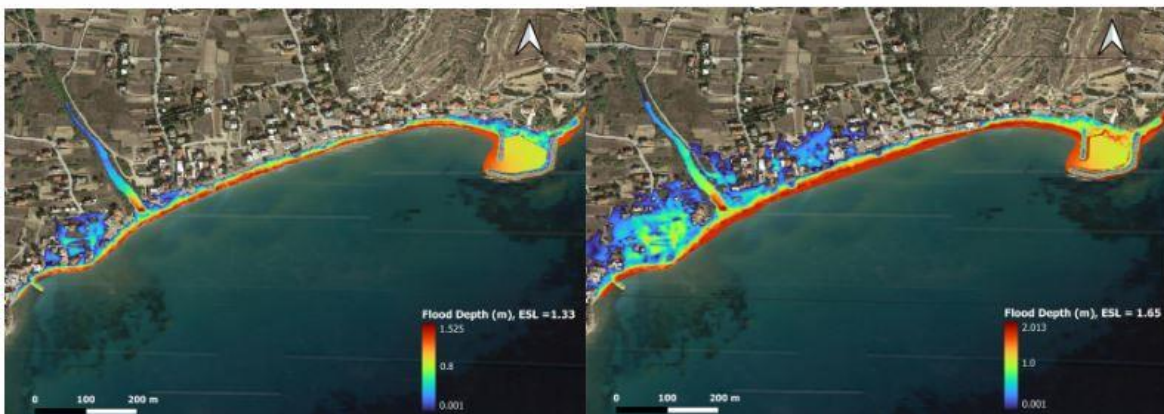 Flood Depth (m), ESL =1.33
1.525
0.8
0.001
0 100 200 m
Flood Depth (m), ESL = 1.65
2.013
1.0
0.001
0 100 200 m